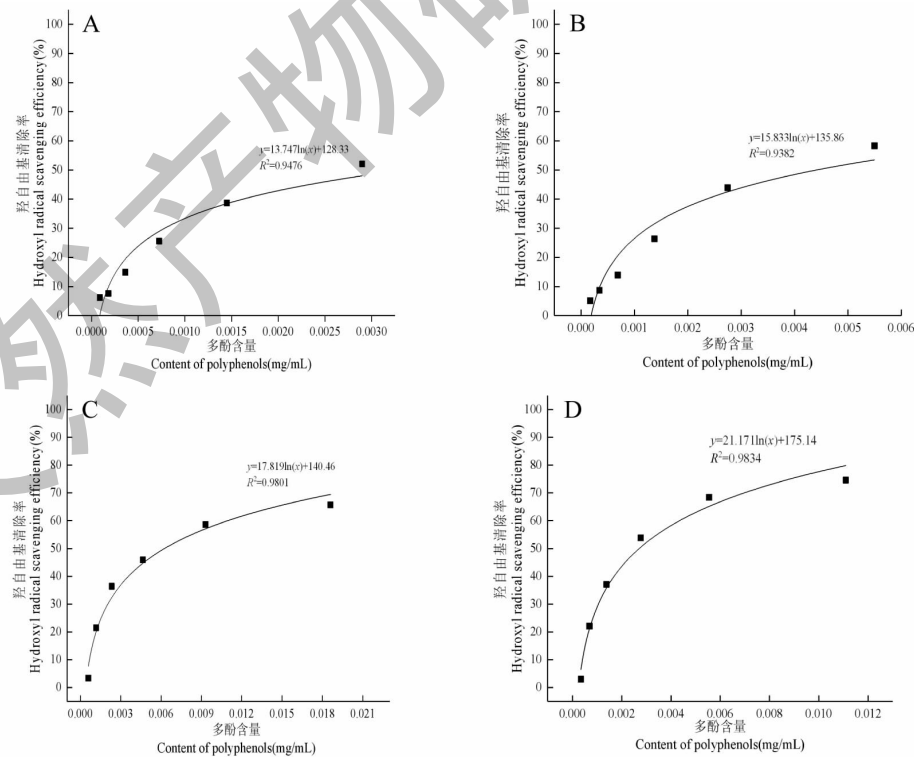 A
100
90
80
70
60
50
40
30
20
10
0
羟自由基清除率
Hydroxyl radical scavenging efficiency(%)
y=13.747ln(x)+128.33
R²=0.9476
0.0000 0.0005 0.0010 0.0015 0.0020 0.0025 0.0030
多酚含量
Content of polyphenols(mg/mL)
B
100
90
80
70
60
50
40
30
20
10
0
羟自由基清除率
Hydroxyl radical scavenging efficiency(%)
y=15.833ln(x)+135.86
R²=0.9382
0.000 0.001 0.002 0.003 0.004 0.005 0.006
多酚含量
Content of polyphenols(mg/mL)
C
100
90
80
70
60
50
40
30
20
10
0
羟自由基清除率
Hydroxyl radical scavenging efficiency(%)
y=17.819ln(x)+140.46
R²=0.9801
0.000 0.003 0.006 0.009 0.012 0.015 0.018 0.021
多酚含量
Content of polyphenols(mg/mL)
D
100
90
80
70
60
50
40
30
20
10
0
羟自由基清除率
Hydroxyl radical scavenging efficiency(%)
y=21.171ln(x)+175.14
R²=0.9834
0.000 0.002 0.004 0.006 0.008 0.010 0.012
多酚含量
Content of polyphenols(mg/mL)
然产物